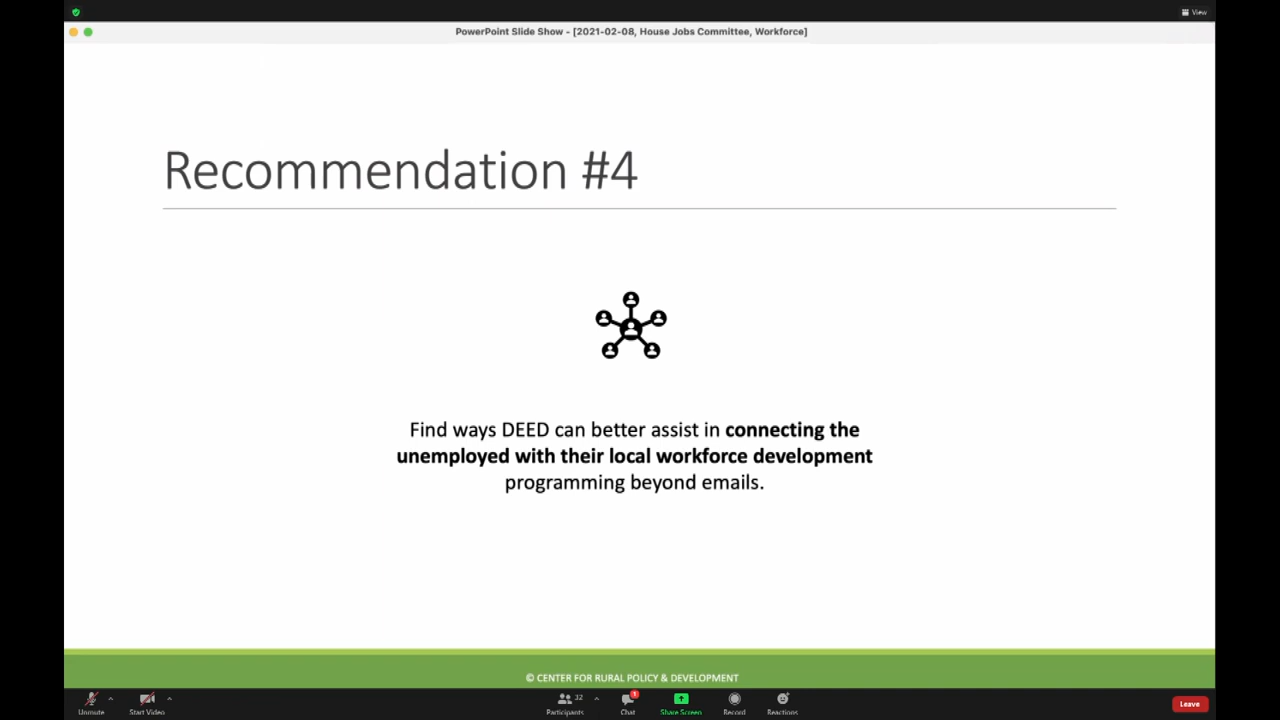 View
PowerPoint Slide Show - [2021-02-08, House Jobs Committee, Workforce]
Recommendation #4
Find ways DEED can better assist in connecting the
unemployed with their local workforce development
programming beyond emails.
© CENTER FOR RURAL POLICY & DEVELOPMENT
Unmute
Start Video
32
Participants
1
Chat
Share Screen
Record
Reactions
Leave